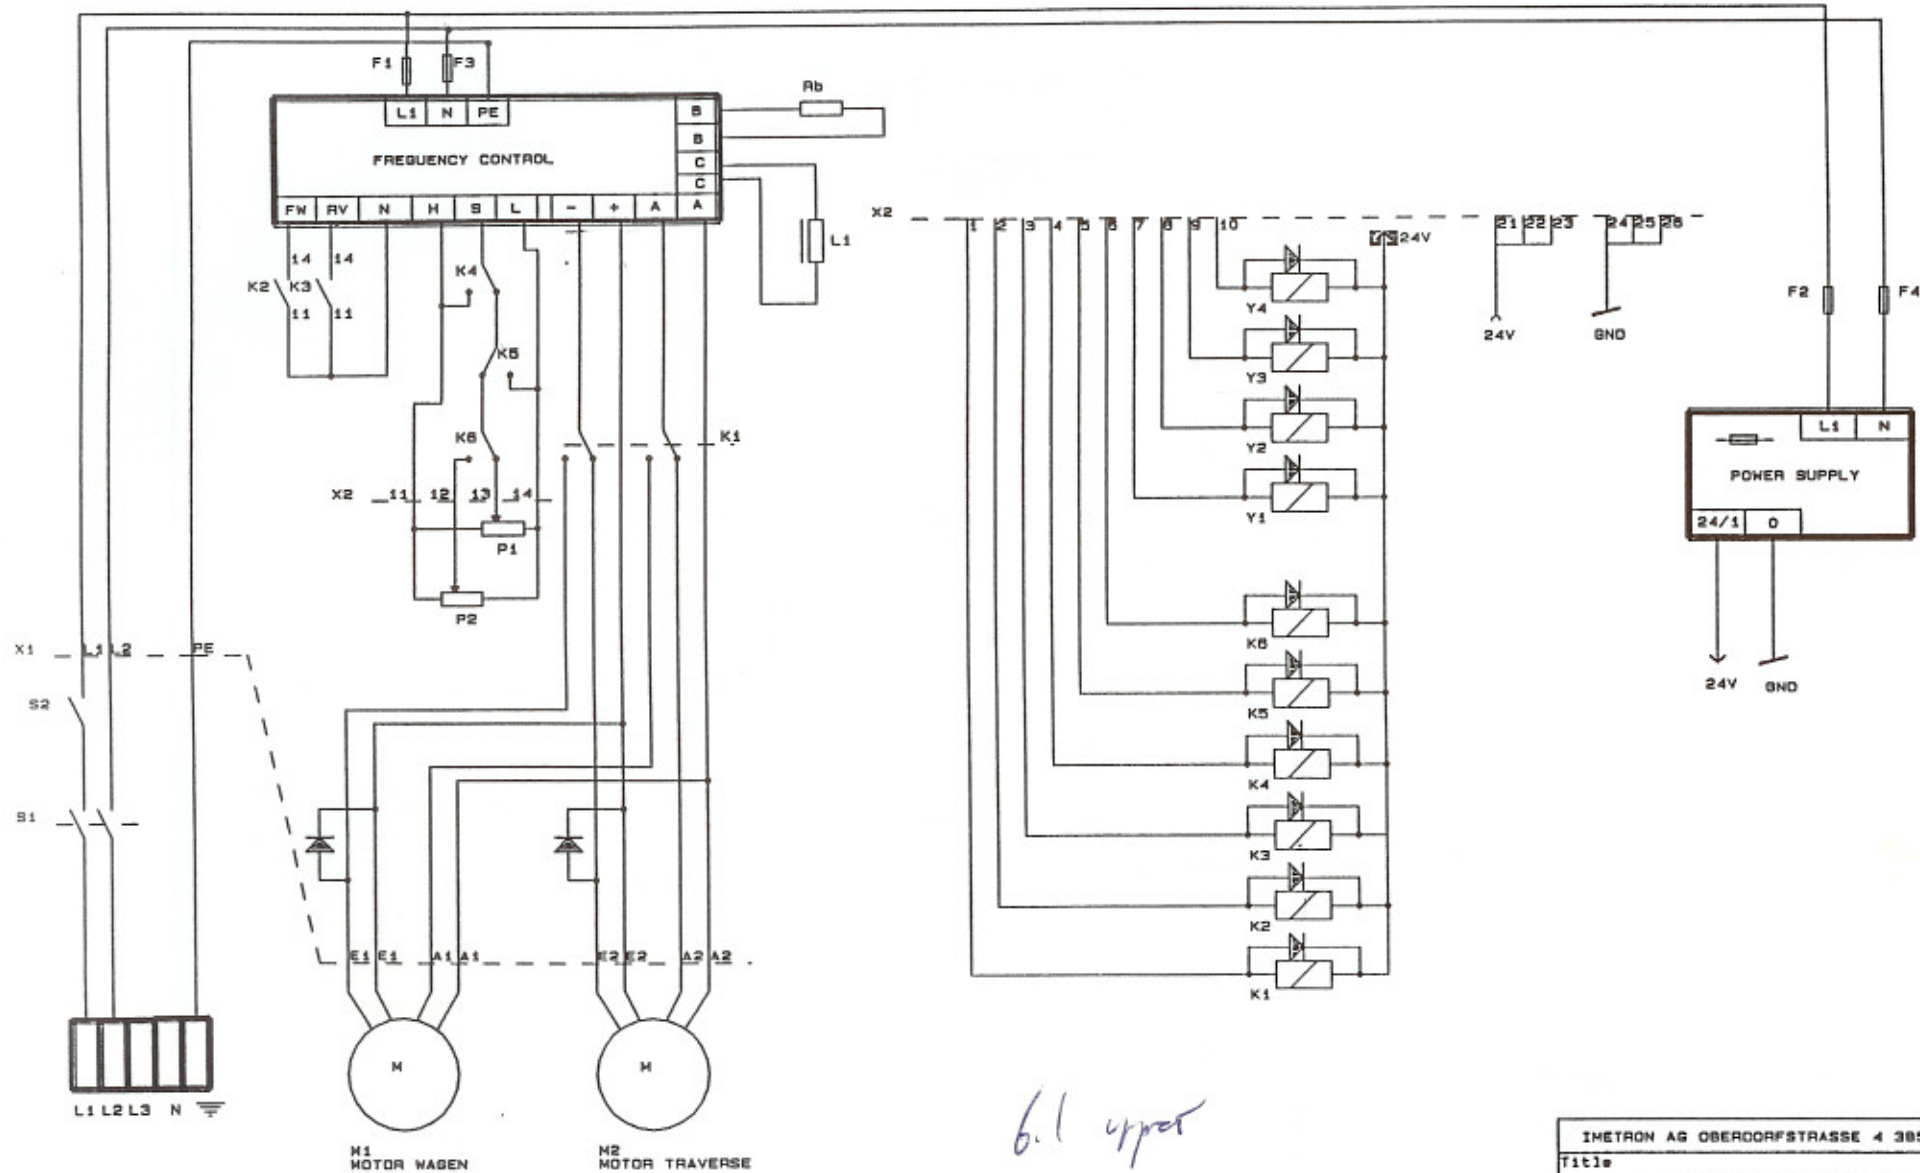 F1 F3
L1 N PE
FREQUENCY CONTROL
B
B
C
C
FW RV N H S L - + A A
Rb
L1
K2 14 K3 14
11 11
K4
K5
K6
K1
X2 11 12 13 14
P1
P2
X1 L1 L2 PE
S2
S1
E1 E1 A1 A1 E2 E2 A2 A2
M
M
L1 L2 L3 N
M1
MOTOR WAGEN
M2
MOTOR TRAVERSE
X2 1 2 3 4 5 6 7 8 9 10
24V
21 22 23 24 25 26
24V GND
Y4
Y3
Y2
Y1
K6
K5
K4
K3
K2
K1
F2 F4
L1 N
POWER SUPPLY
24/1 0
24V GND
6.1
IMETRON AG OBERDORFSTRASSE 4 385
Title